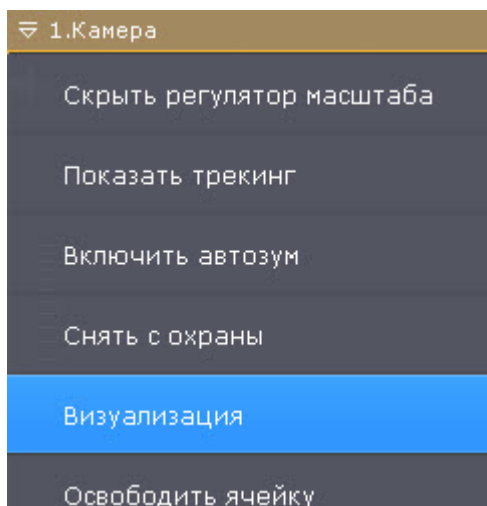 1.Камера
Скрыть регулятор масштаба
Показать трекинг
Включить автозум
Снять с охраны
Визуализация
Освободить ячейку